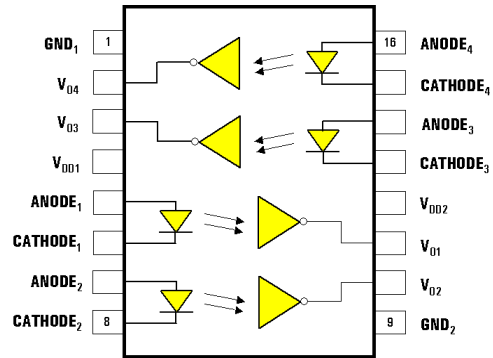 GND1 1
VO4
VO3
VDD1
ANODE1
CATHODE1
ANODE2
CATHODE2 8
16 ANODE4
CATHODE4
ANODE3
CATHODE3
VDD2
VO1
VO2
9 GND2